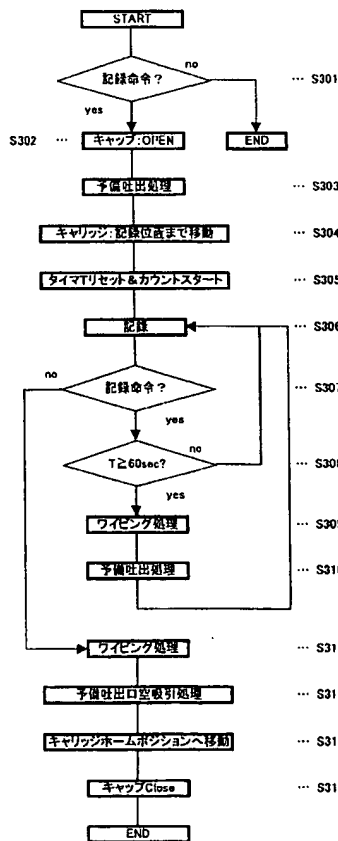 START
記録命令？
no
… S301
yes
S302 …
キャップ:OPEN
END
予備吐出処理
… S303
キャリッジ:記録位置まで移動
… S304
タイマTリセット＆カウントスタート
… S305
記録
… S306
no
記録命令？
… S307
yes
no
T≧60sec?
… S308
yes
ワイピング処理
… S309
予備吐出処理
… S310
ワイピング処理
… S31
予備吐出口空吸引処理
… S31
キャリッジホームポジションへ移動
… S31
キャップClose
… S31
END